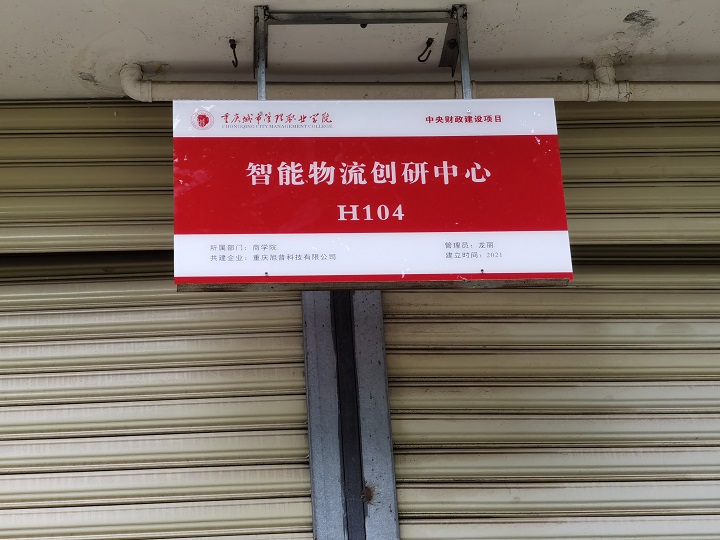 重庆城市管理职业学院
CHONGQING CITY MANAGEMENT COLLEGE
中央财政建设项目
智能物流创研中心
H104
所属部门：商学院
管理员：龙丽
共建企业：重庆旭普科技有限公司
建立时间：2021